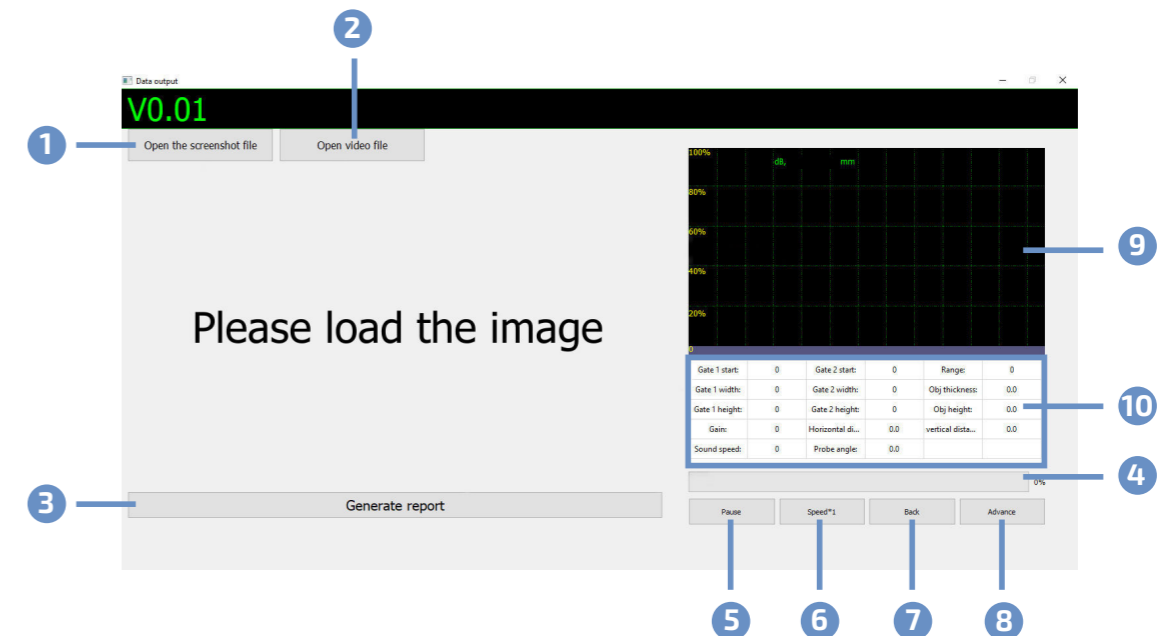 2
Data output
V0.01
1
Open the screenshot file
Open video file
100%
dB,
mm
80%
60%
9
40%
20%
0
Please load the image
Gate 1 start: 0 Gate 2 start: 0 Range: 0
Gate 1 width: 0 Gate 2 width: 0 Obj thickness: 0.0
Gate 1 height: 0 Gate 2 height: 0 Obj height: 0.0
10
Gain: 0 Horizontal di... 0.0 vertical dista... 0.0
Sound speed: 0 Probe angle: 0.0
4
0%
3
Generate report
Pause
Speed*1
Back
Advance
5
6
7
8